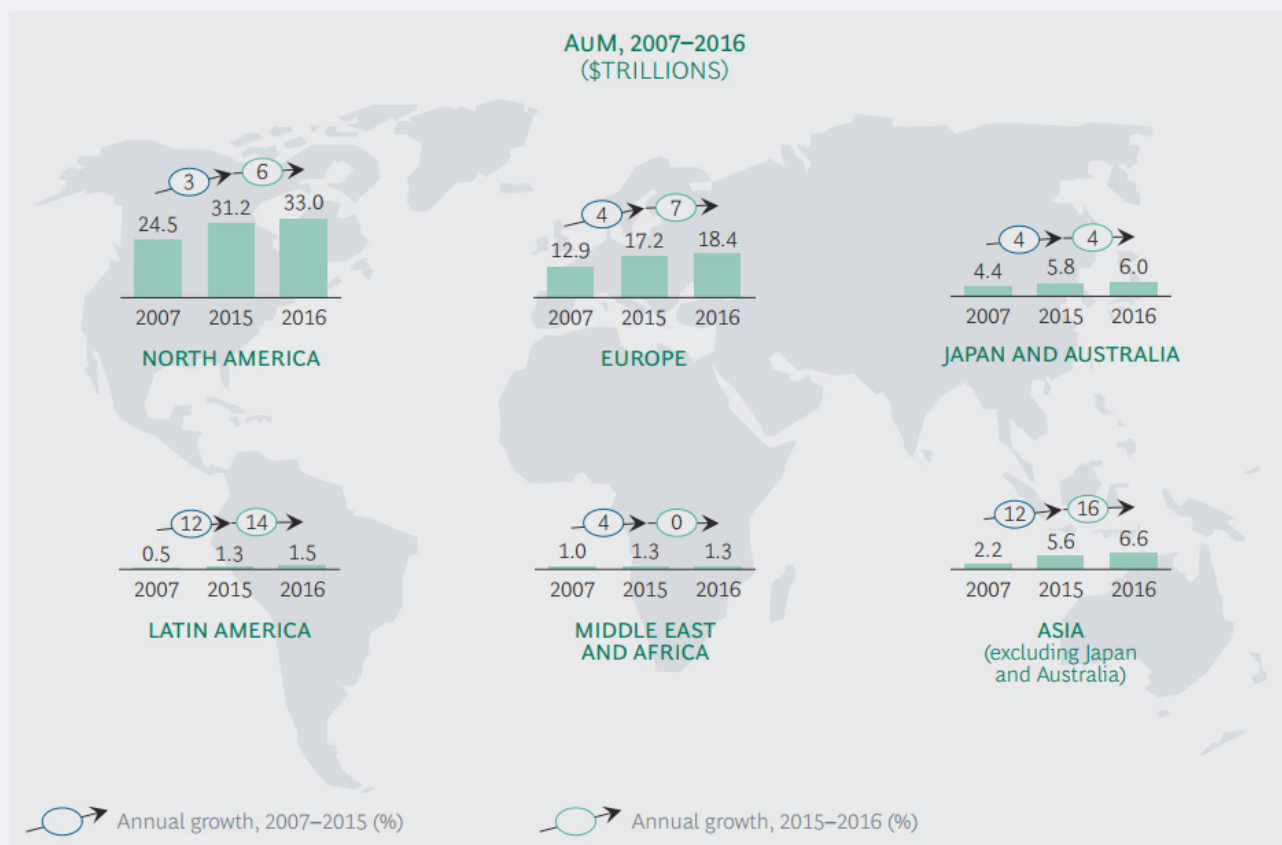 AUM, 2007–2016
($TRILLIONS)
3 6
24.5 31.2 33.0
2007 2015 2016
NORTH AMERICA
4 7
12.9 17.2 18.4
2007 2015 2016
EUROPE
4 4
4.4 5.8 6.0
2007 2015 2016
JAPAN AND AUSTRALIA
12 14
0.5 1.3 1.5
2007 2015 2016
LATIN AMERICA
4 0
1.0 1.3 1.3
2007 2015 2016
MIDDLE EAST
AND AFRICA
12 16
2.2 5.6 6.6
2007 2015 2016
ASIA
(excluding Japan
and Australia)
Annual growth, 2007–2015 (%)
Annual growth, 2015–2016 (%)